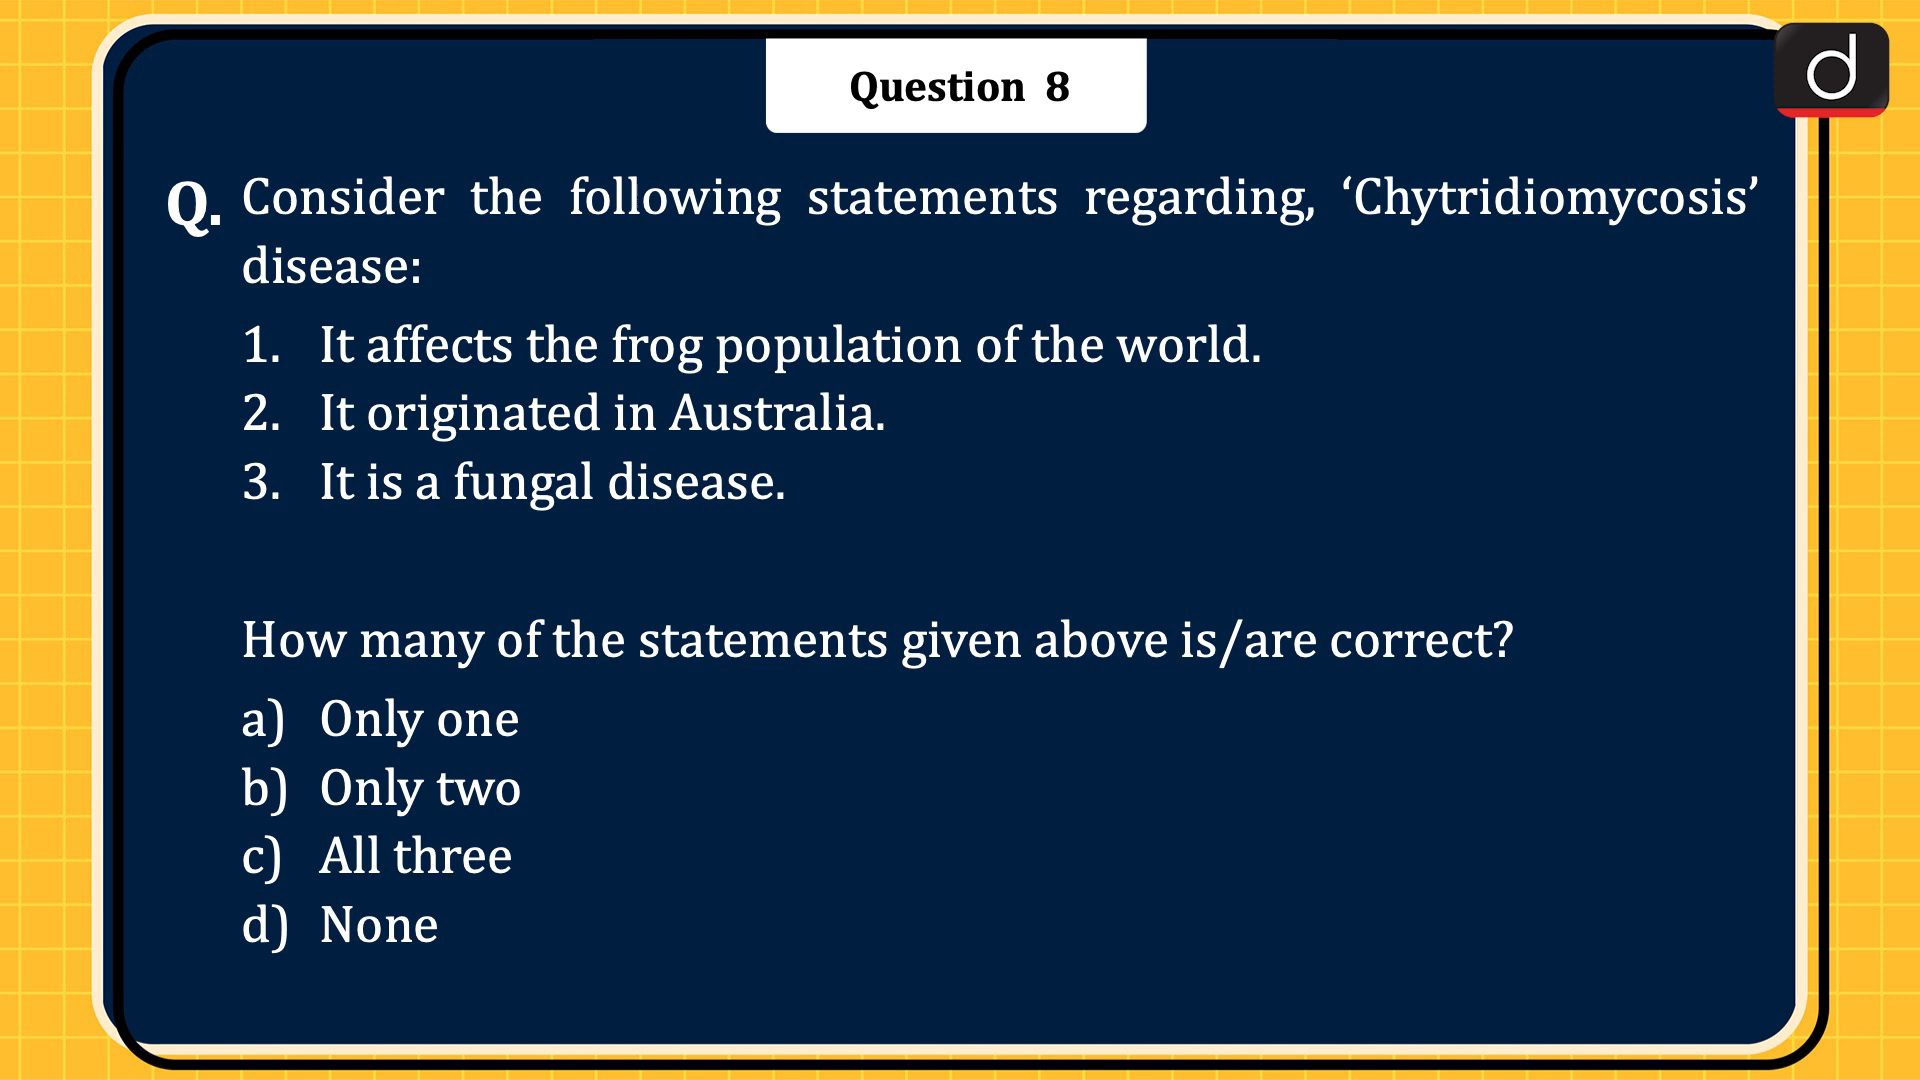 Question 8
d
Q. Consider the following statements regarding, ‘Chytridiomycosis’
disease:
1. It affects the frog population of the world.
2. It originated in Australia.
3. It is a fungal disease.
How many of the statements given above is/are correct?
a) Only one
b) Only two
c) All three
d) None